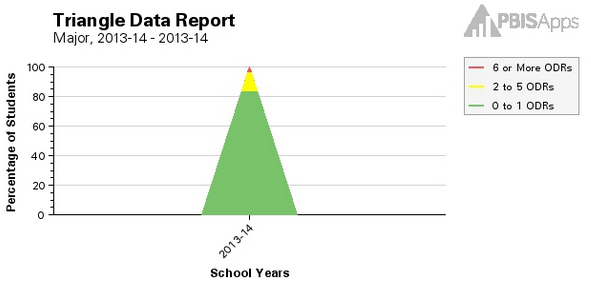 Triangle Data Report
Major, 2013-14 - 2013-14
PBISApps
6 or More ODRs
2 to 5 ODRs
0 to 1 ODRs
Percentage of Students
100
80
60
40
20
0
2013-14
School Years